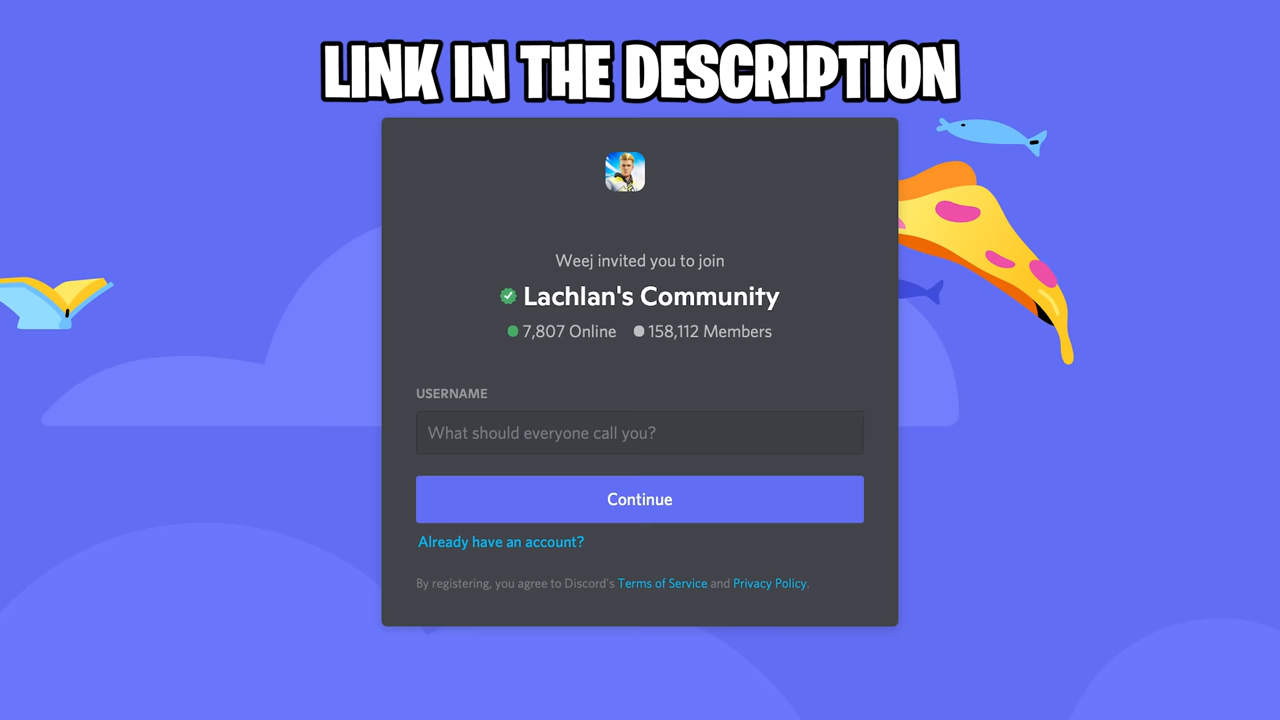 LINK IN THE DESCRIPTION
Weej invited you to join
Lachlan's Community
7,807 Online 158,112 Members
USERNAME
What should everyone call you?
Continue
Already have an account?
By registering, you agree to Discord's Terms of Service and Privacy Policy.